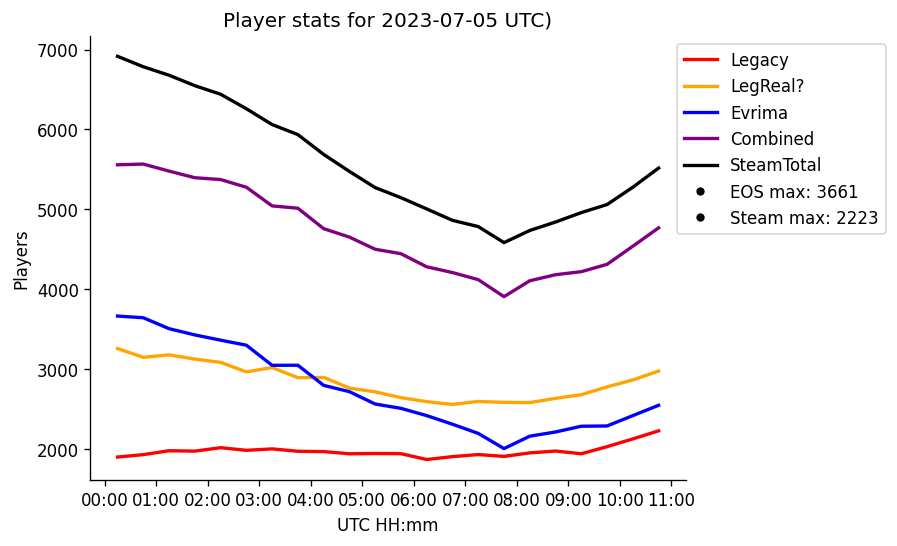 Player stats for 2023-07-05 UTC)
7000
6000
5000
4000
3000
2000
Players
00:00 01:00 02:00 03:00 04:00 05:00 06:00 07:00 08:00 09:00 10:00 11:00
UTC HH:mm
Legacy
LegReal?
Evrima
Combined
SteamTotal
EOS max: 3661
Steam max: 2223